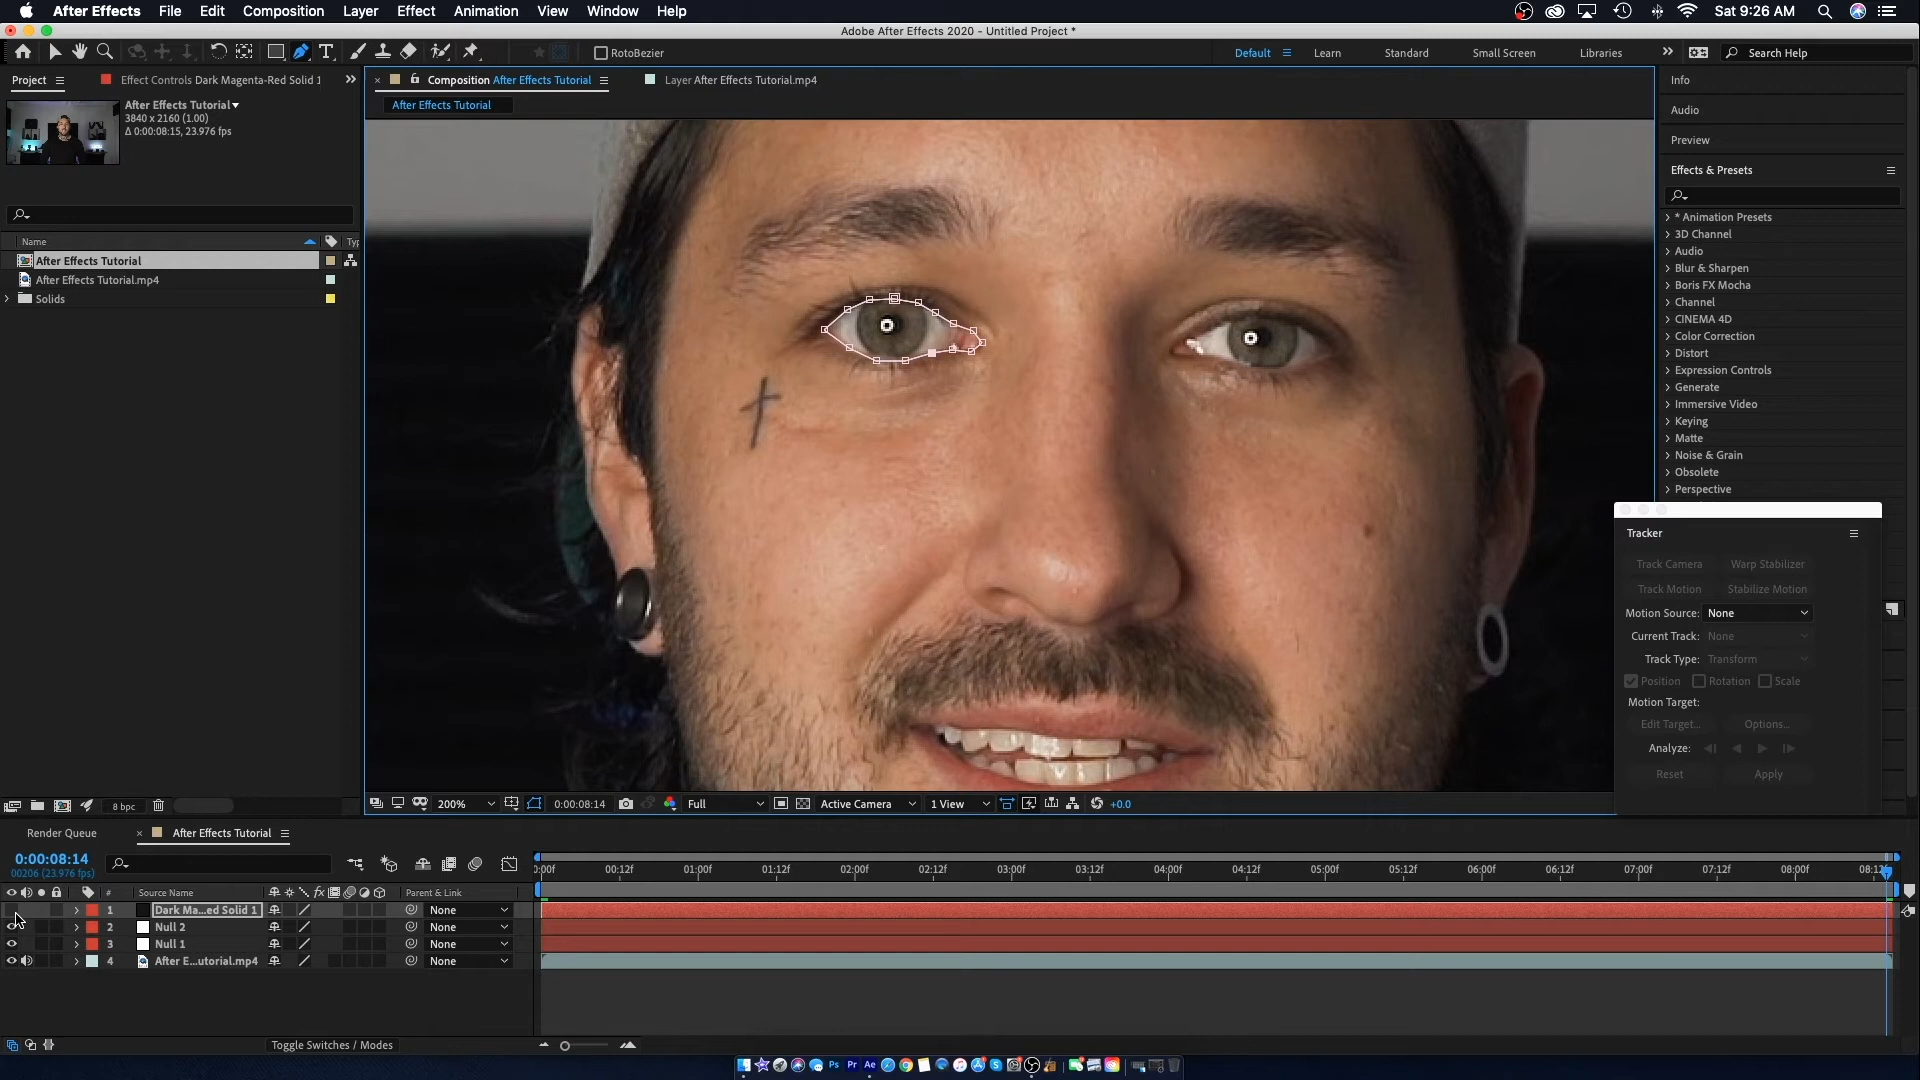 After Effects File Edit Composition Layer Effect Animation View Window Help Sat 9:26 AM
Adobe After Effects 2020 - Untitled Project *
RotoBezier Default Learn Standard Small Screen Libraries Search Help
Project Effect Controls Dark Magenta-Red Solid 1 Composition After Effects Tutorial Layer After Effects Tutorial.mp4 Info
After Effects Tutorial
3840 x 2160 (1.00)
Δ 0:00:08:15, 23.976 fps
After Effects Tutorial
Audio
Preview
Effects & Presets
Name Typ
After Effects Tutorial
After Effects Tutorial.mp4
Solids
* Animation Presets
3D Channel
Audio
Blur & Sharpen
Boris FX Mocha
Channel
CINEMA 4D
Color Correction
Distort
Expression Controls
Generate
Immersive Video
Keying
Matte
Noise & Grain
Obsolete
Perspective
Tracker
Track Camera Warp Stabilizer
Track Motion Stabilize Motion
Motion Source: None
Current Track: None
Track Type: Transform
Position Rotation Scale
Motion Target:
Edit Target... Options...
Analyze:
Reset Apply
8 bpc 200% 0:00:08:14 Full Active Camera 1 View +0.0
Render Queue After Effects Tutorial
0:00:08:14
00206 (23.976 fps)
:00f 00:12f 01:00f 01:12f 02:00f 02:12f 03:00f 03:12f 04:00f 04:12f 05:00f 05:12f 06:00f 06:12f 07:00f 07:12f 08:00f 08:12f
# Source Name fx Parent & Link
1 Dark Ma...ed Solid 1 None
2 Null 2 None
3 Null 1 None
4 After E...utorial.mp4 None
Toggle Switches / Modes
Ps Pr Ae